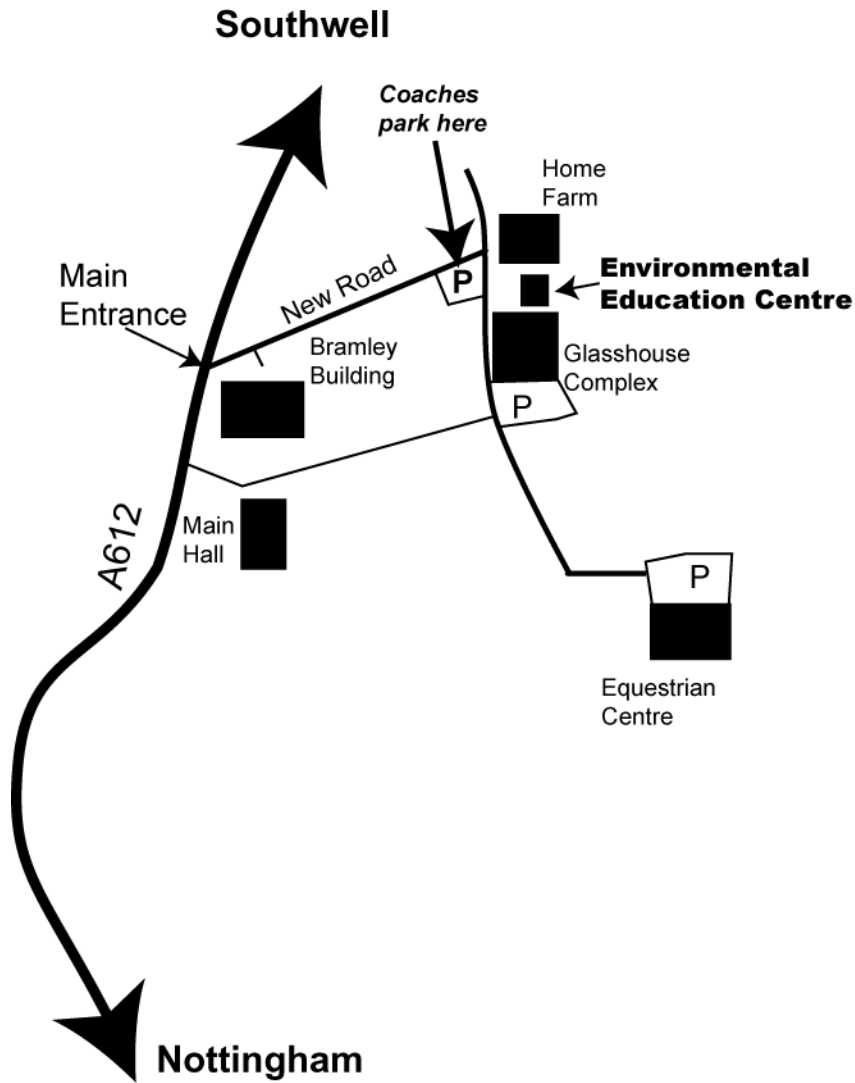 Southwell
Coaches
park here
Home
Farm
Main
Entrance
New Road
P
Environmental
Education Centre
Bramley
Building
Glasshouse
Complex
P
A612
Main
Hall
P
Equestrian
Centre
Nottingham